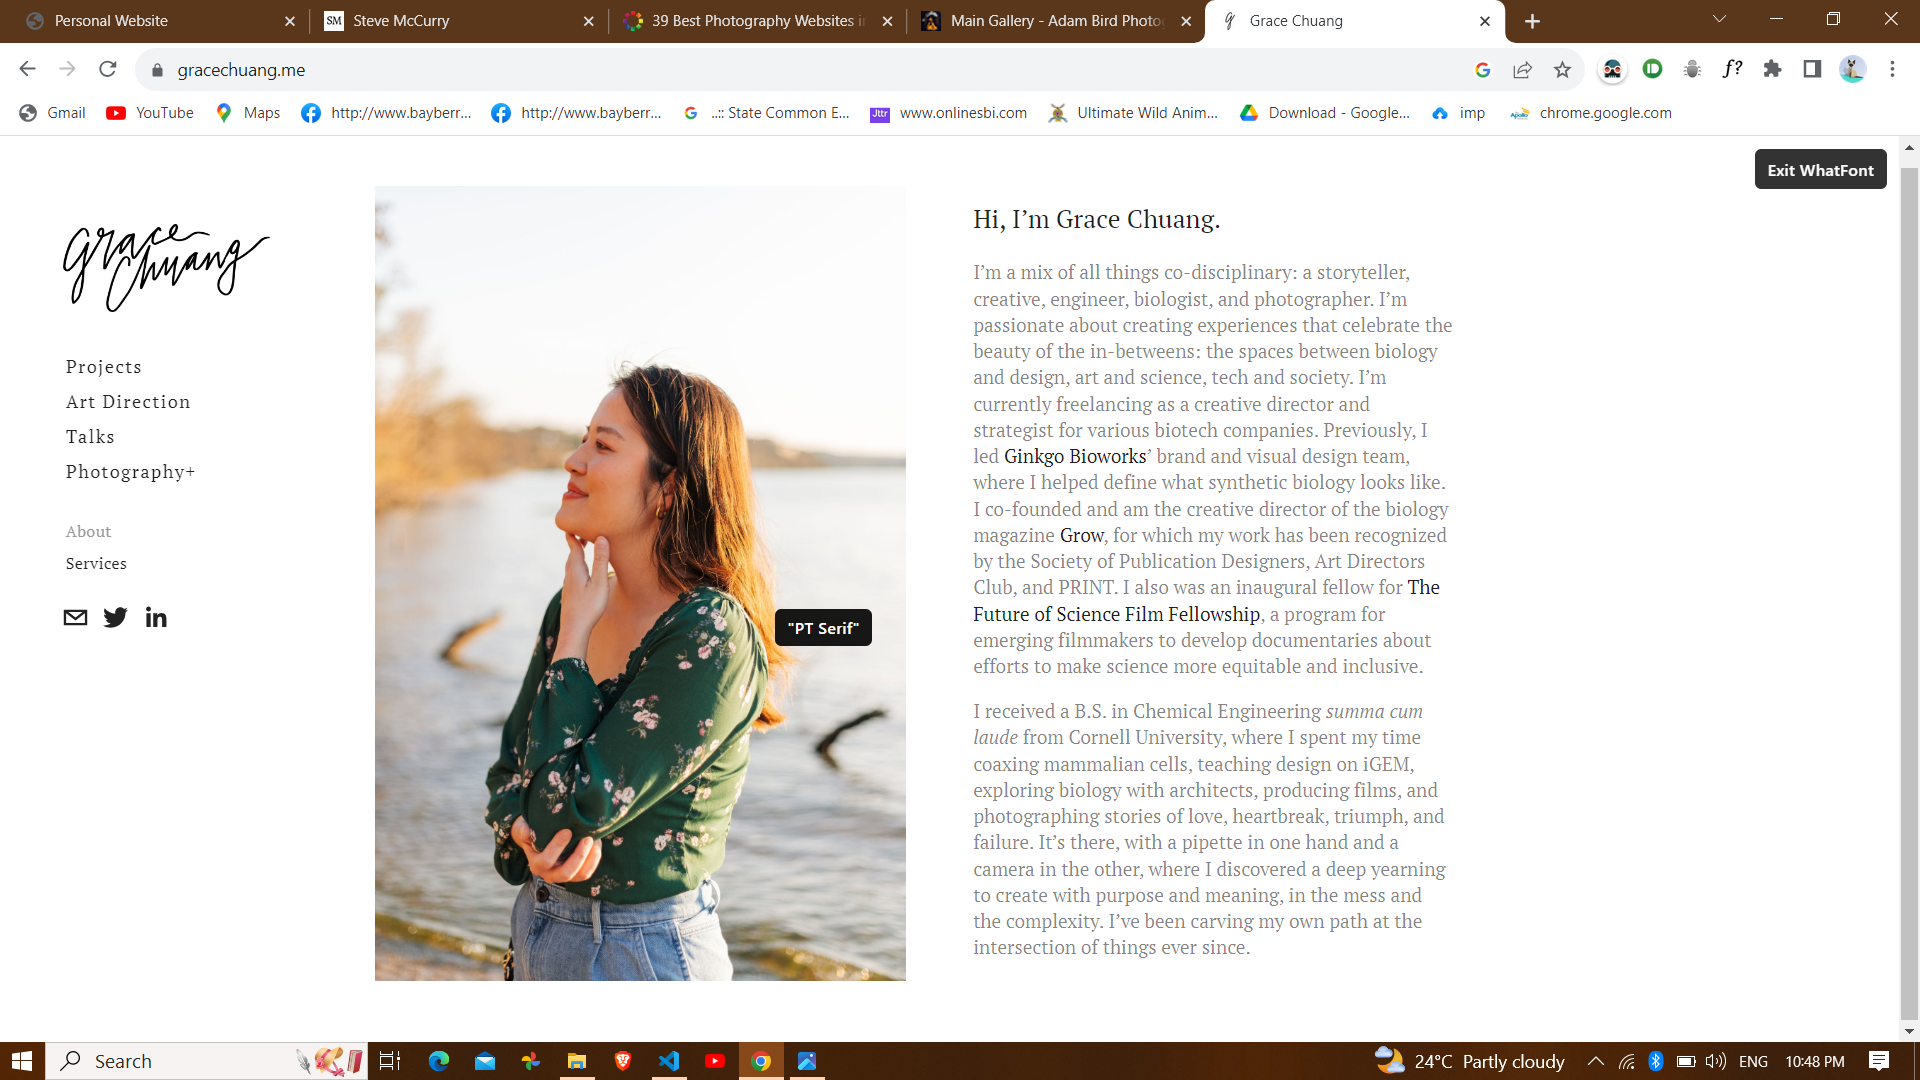 Personal Website
SM Steve McCurry
39 Best Photography Websites i
Main Gallery - Adam Bird Photo
Grace Chuang
gracechuang.me
f?
Gmail
YouTube
Maps
http://www.bayberr...
http://www.bayberr...
..:: State Common E...
Jttr www.onlinesbi.com
Ultimate Wild Anim...
Download - Google...
imp
chrome.google.com
Exit WhatFont
Grace
Chuang
Projects
Art Direction
Talks
Photography+
About
Services
"PT Serif"
Hi, I’m Grace Chuang.
I’m a mix of all things co-disciplinary: a storyteller,
creative, engineer, biologist, and photographer. I’m
passionate about creating experiences that celebrate the
beauty of the in-betweens: the spaces between biology
and design, art and science, tech and society. I’m
currently freelancing as a creative director and
strategist for various biotech companies. Previously, I
led Ginkgo Bioworks’ brand and visual design team,
where I helped define what synthetic biology looks like.
I co-founded and am the creative director of the biology
magazine Grow, for which my work has been recognized
by the Society of Publication Designers, Art Directors
Club, and PRINT. I also was an inaugural fellow for The
Future of Science Film Fellowship, a program for
emerging filmmakers to develop documentaries about
efforts to make science more equitable and inclusive.
I received a B.S. in Chemical Engineering summa cum
laude from Cornell University, where I spent my time
coaxing mammalian cells, teaching design on iGEM,
exploring biology with architects, producing films, and
photographing stories of love, heartbreak, triumph, and
failure. It’s there, with a pipette in one hand and a
camera in the other, where I discovered a deep yearning
to create with purpose and meaning, in the mess and
the complexity. I’ve been carving my own path at the
intersection of things ever since.
Search
24°C Partly cloudy
ENG
10:48 PM